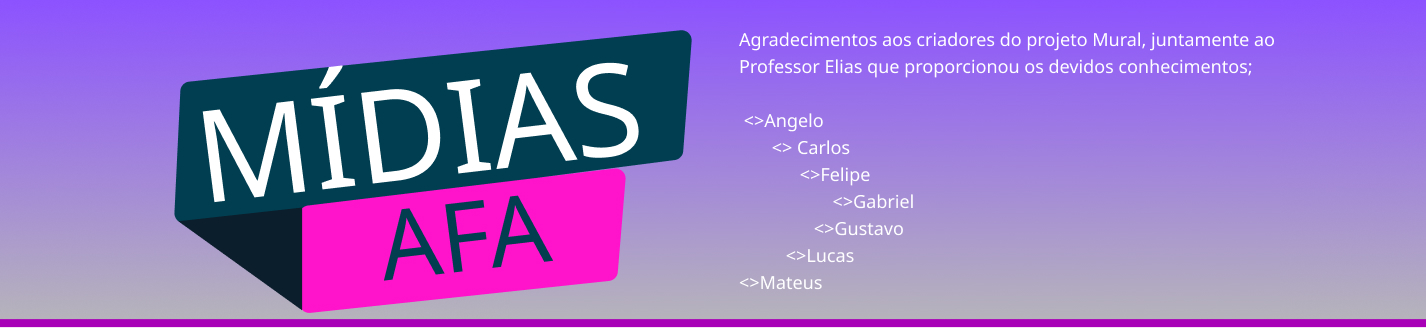 MÍDIAS
AFA
Agradecimentos aos criadores do projeto Mural, juntamente ao
Professor Elias que proporcionou os devidos conhecimentos;
<>Angelo
<> Carlos
<>Felipe
<>Gabriel
<>Gustavo
<>Lucas
<>Mateus